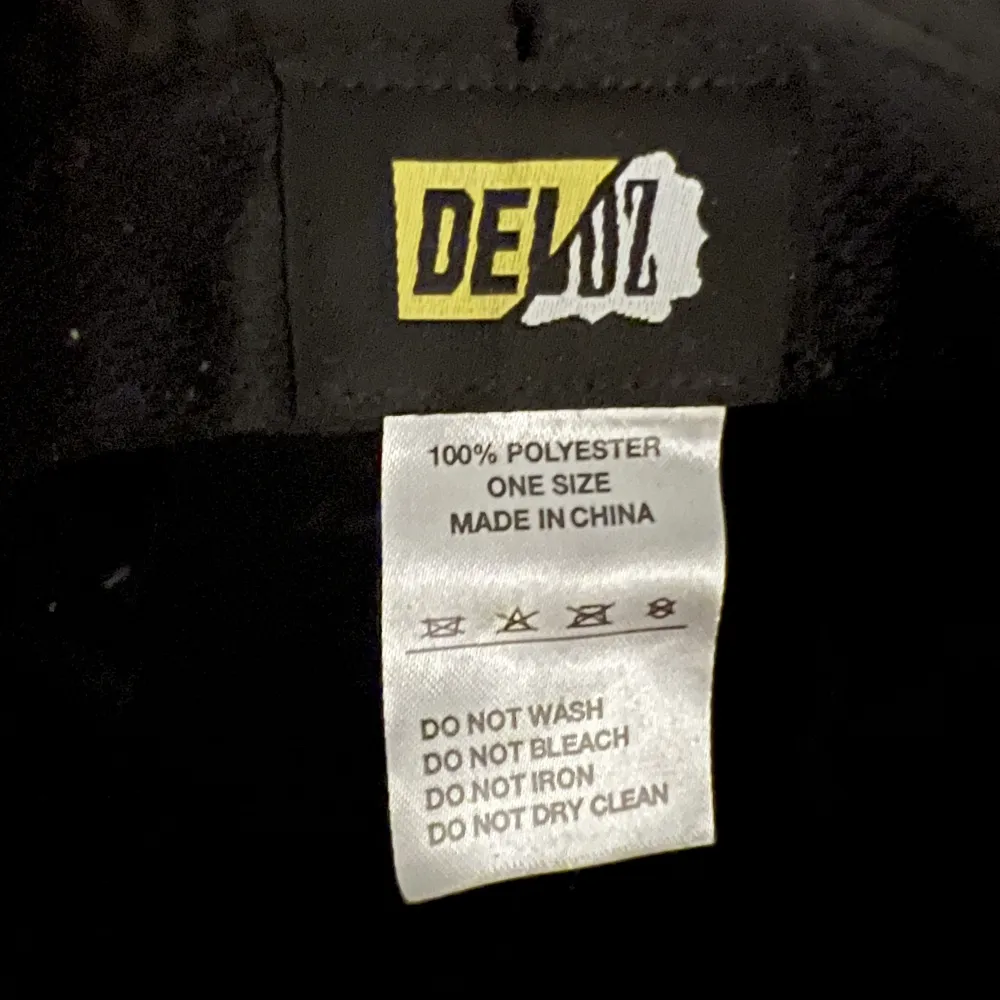 DELUZ
100% POLYESTER
ONE SIZE
MADE IN CHINA
DO NOT WASH
DO NOT BLEACH
DO NOT IRON
DO NOT DRY CLEAN